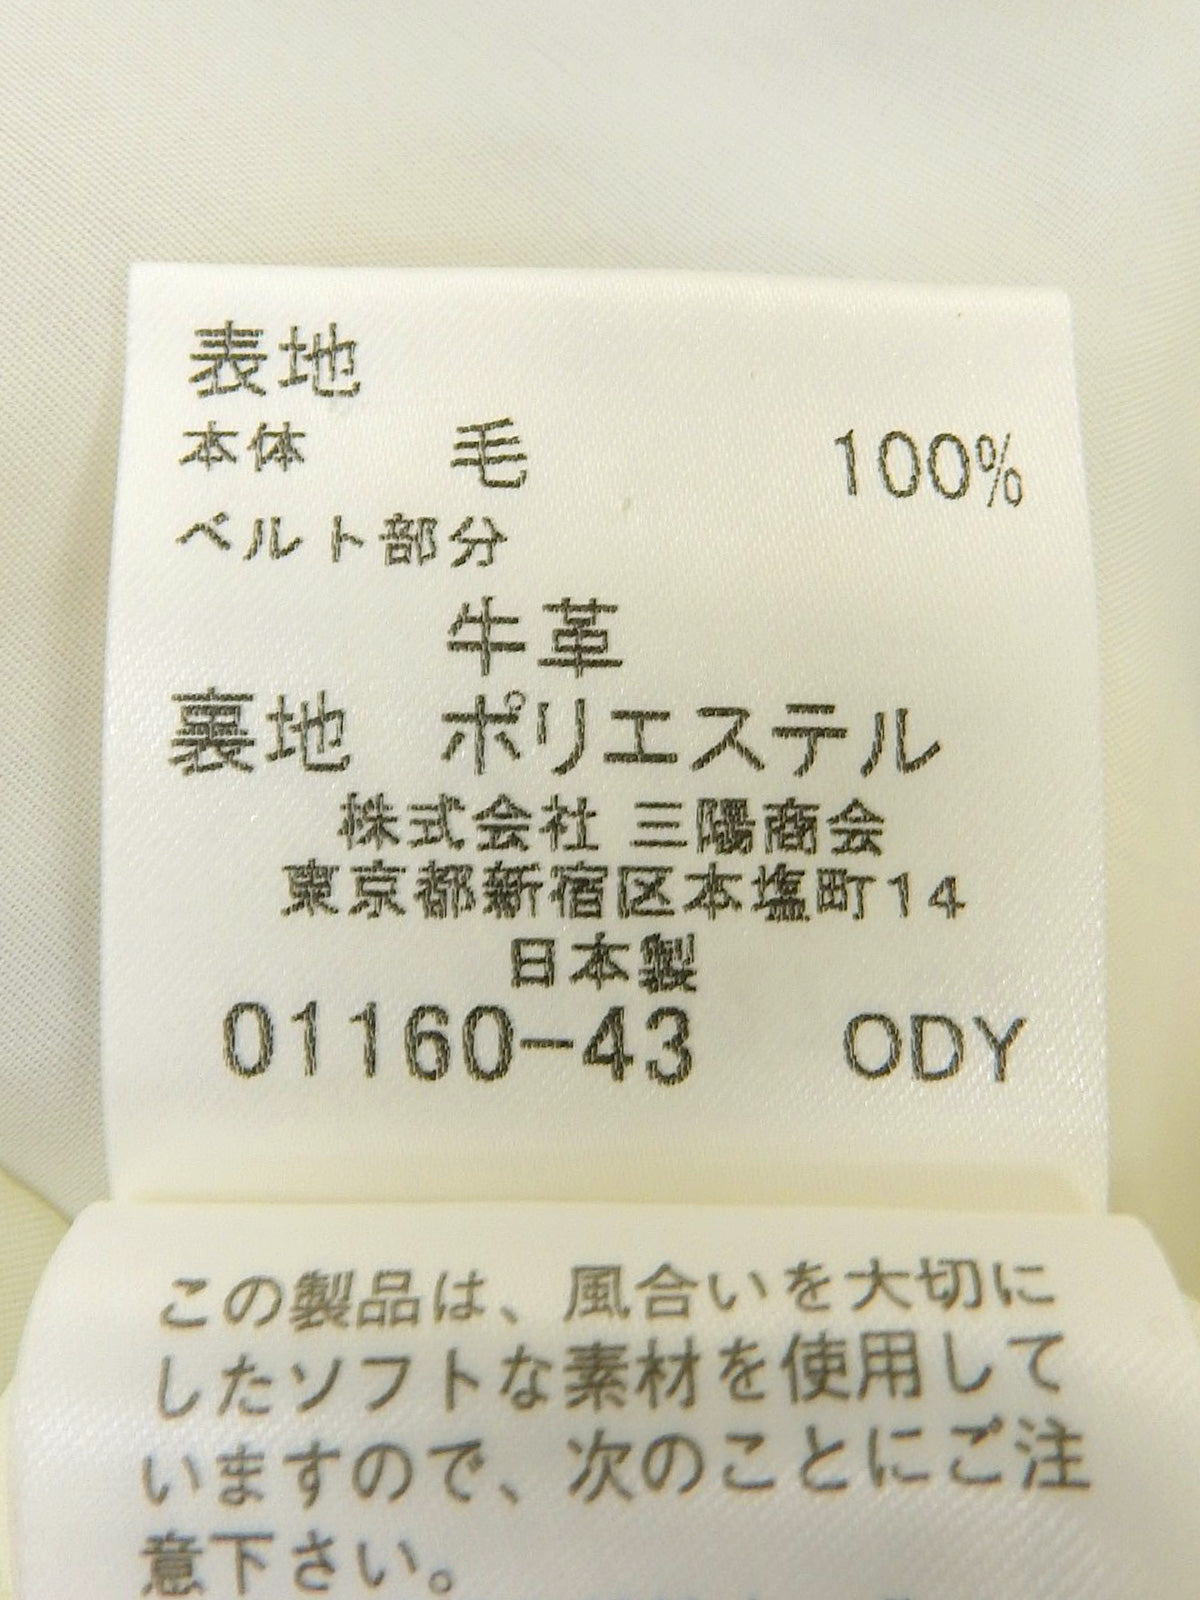 表地
本体 毛 100%
ベルト部分
牛革
裏地 ポリエステル
株式会社 三陽商会
東京都新宿区本塩町14
日本製
01160-43 ODY
この製品は、風合いを大切に
したソフトな素材を使用して
いますので、次のことにご注
意下さい。